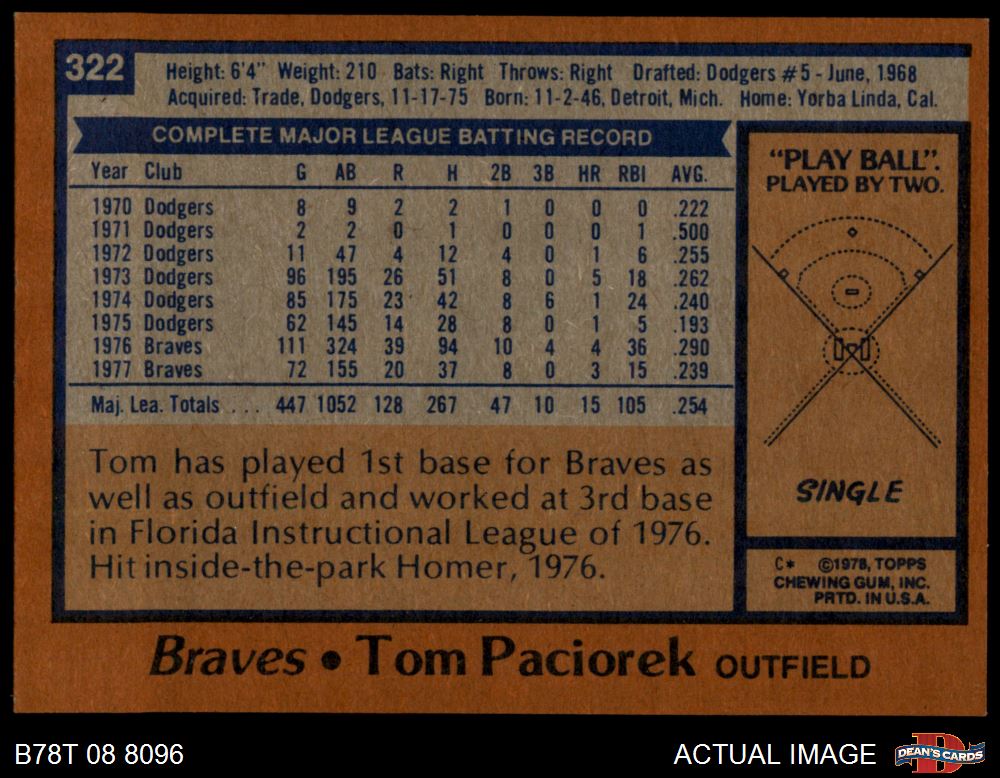 322
Height: 6'4" Weight: 210 Bats: Right Throws: Right Drafted: Dodgers #5 - June, 1968
Acquired: Trade, Dodgers, 11-17-75 Born: 11-2-46, Detroit, Mich. Home: Yorba Linda, Cal.
COMPLETE MAJOR LEAGUE BATTING RECORD
Year Club G AB R H 2B 3B HR RBI AVG.
1970 Dodgers 8 9 2 2 1 0 0 0 .222
1971 Dodgers 2 2 0 1 0 0 0 1 .500
1972 Dodgers 11 47 4 12 4 0 1 6 .255
1973 Dodgers 96 195 26 51 8 0 5 18 .262
1974 Dodgers 85 175 23 42 8 6 1 24 .240
1975 Dodgers 62 145 14 28 8 0 1 5 .193
1976 Braves 111 324 39 94 10 4 4 36 .290
1977 Braves 72 155 20 37 8 0 3 15 .239
Maj. Lea. Totals . . . 447 1052 128 267 47 10 15 105 .254
Tom has played 1st base for Braves as
well as outfield and worked at 3rd base
in Florida Instructional League of 1976.
Hit inside-the-park Homer, 1976.
"PLAY BALL".
PLAYED BY TWO.
SINGLE
C* ©1978, TOPPS
CHEWING GUM, INC.
PRTD. IN U.S.A.
Braves • Tom Paciorek OUTFIELD
B78T 08 8096
ACTUAL IMAGE
DEAN'S CARDS